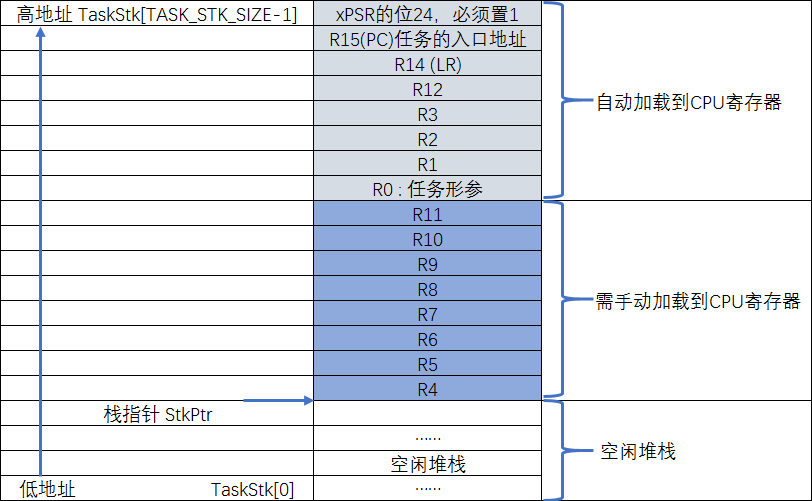 高地址 TaskStk[TASK_STK_SIZE-1]
xPSR的位24，必须置1
R15(PC)任务的入口地址
R14 (LR)
R12
R3
R2
R1
R0 : 任务形参
自动加载到CPU寄存器
R11
R10
R9
R8
R7
R6
R5
R4
需手动加载到CPU寄存器
栈指针 StkPtr
……
空闲堆栈
空闲堆栈
低地址 TaskStk[0]
……